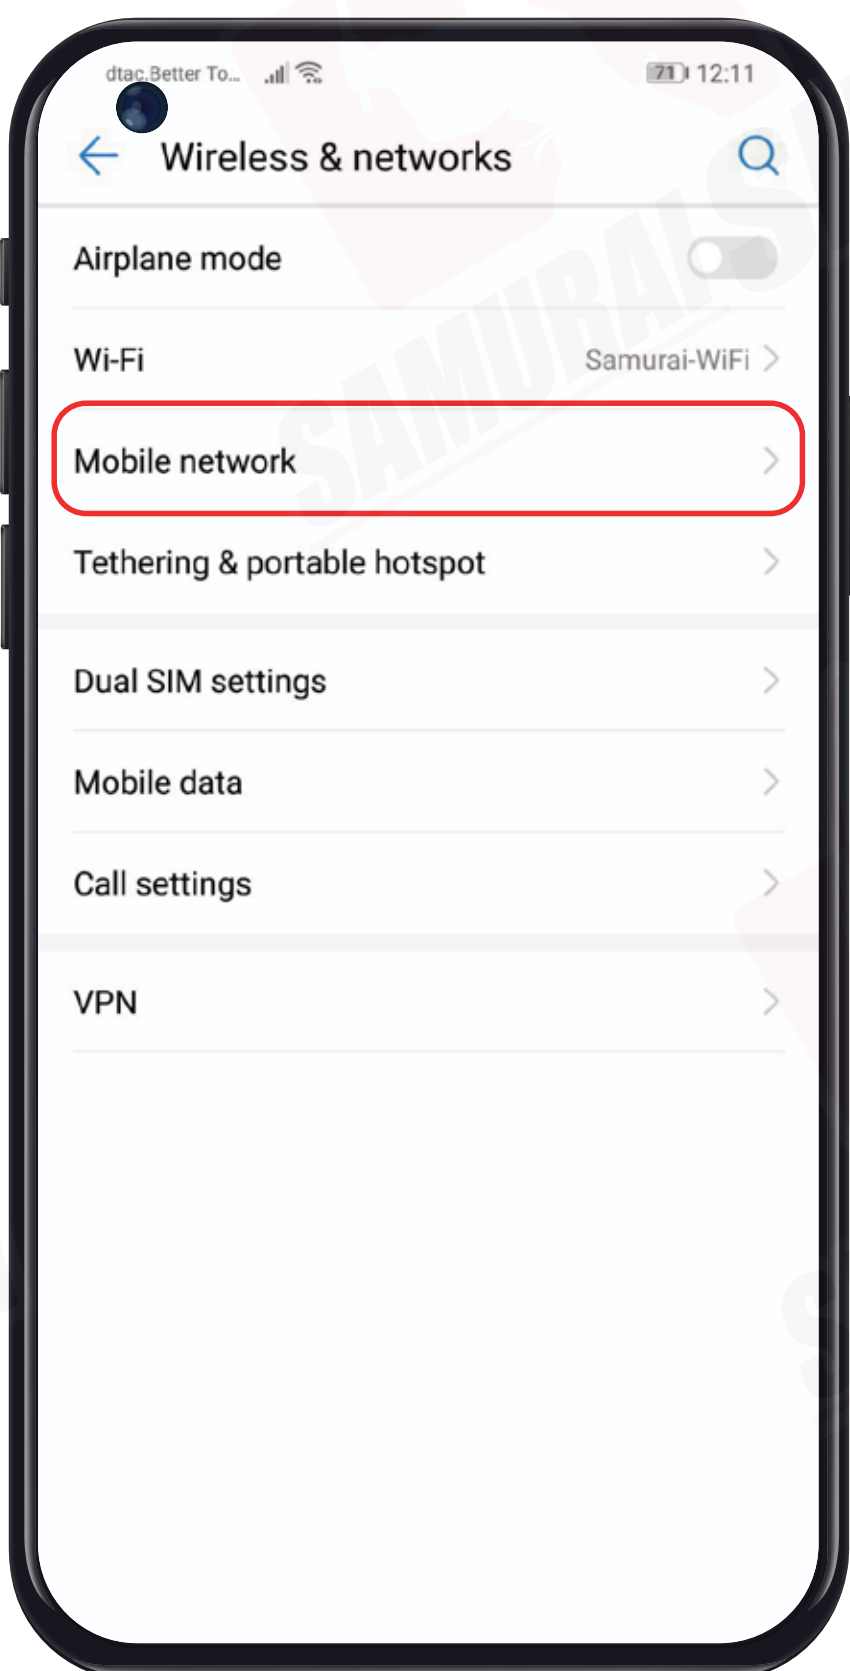 dtac.Better To...
71 12:11
Wireless & networks
Airplane mode
Wi-Fi Samurai-WiFi
Mobile network
Tethering & portable hotspot
Dual SIM settings
Mobile data
Call settings
VPN
SAMURAI S